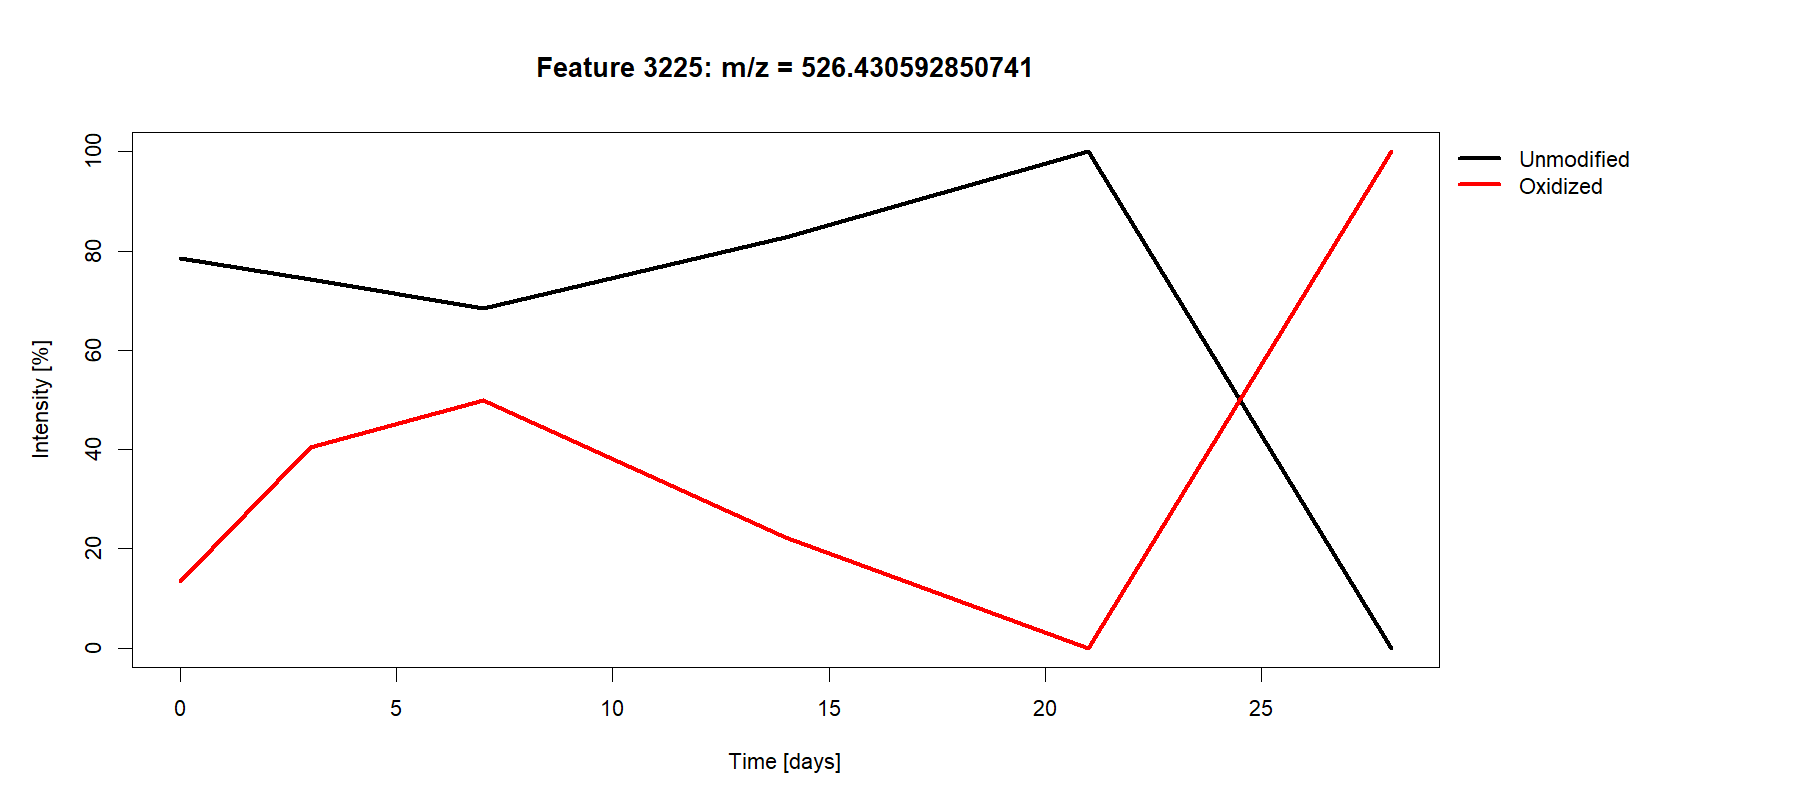 Feature 3225: m/z = 526.430592850741
Unmodified
Oxidized
Intensity [%]
100
80
60
40
20
0
0 5 10 15 20 25
Time [days]